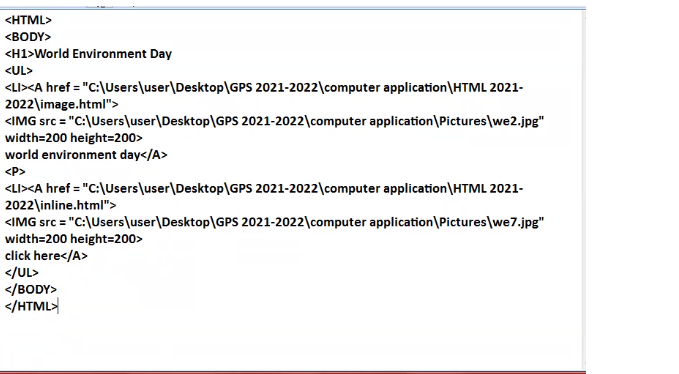 <HTML>
<BODY>
<H1>World Environment Day
<UL>
<LI><A href = "C:\Users\user\Desktop\GPS 2021-2022\computer application\HTML 2021-
2022\image.html">
<IMG src = "C:\Users\user\Desktop\GPS 2021-2022\computer application\Pictures\we2.jpg"
width=200 height=200>
world environment day</A>
<P>
<LI><A href = "C:\Users\user\Desktop\GPS 2021-2022\computer application\HTML 2021-
2022\inline.html">
<IMG src = "C:\Users\user\Desktop\GPS 2021-2022\computer application\Pictures\we7.jpg"
width=200 height=200>
click here</A>
</UL>
</BODY>
</HTML>